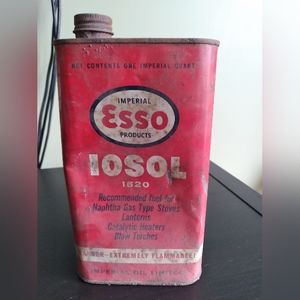 NET CONTENTS ONE IMPERIAL QUART
IMPERIAL
Esso
PRODUCTS
IOSOL
1620
Recommended fuel for
Naphtha Gas Type Stoves
Lanterns
Catalytic Heaters
Blow Torches
EXTREMELY FLAMMABLE
IMPERIAL OIL LIMITED